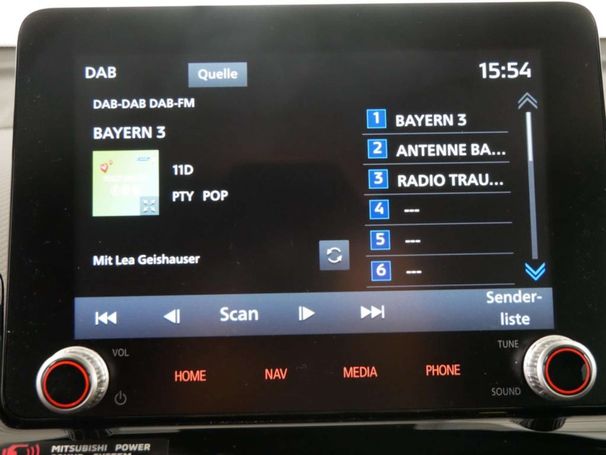 DAB
Quelle
15:54
DAB-DAB DAB-FM
BAYERN 3
11D
PTY POP
Mit Lea Geishauser
1 BAYERN 3
2 ANTENNE BA...
3 RADIO TRAU...
4 ---
5 ---
6 ---
Scan
Sender-
liste
VOL
TUNE
HOME
NAV
MEDIA
PHONE
SOUND
MITSUBISHI POWER
SOUND SYSTEM